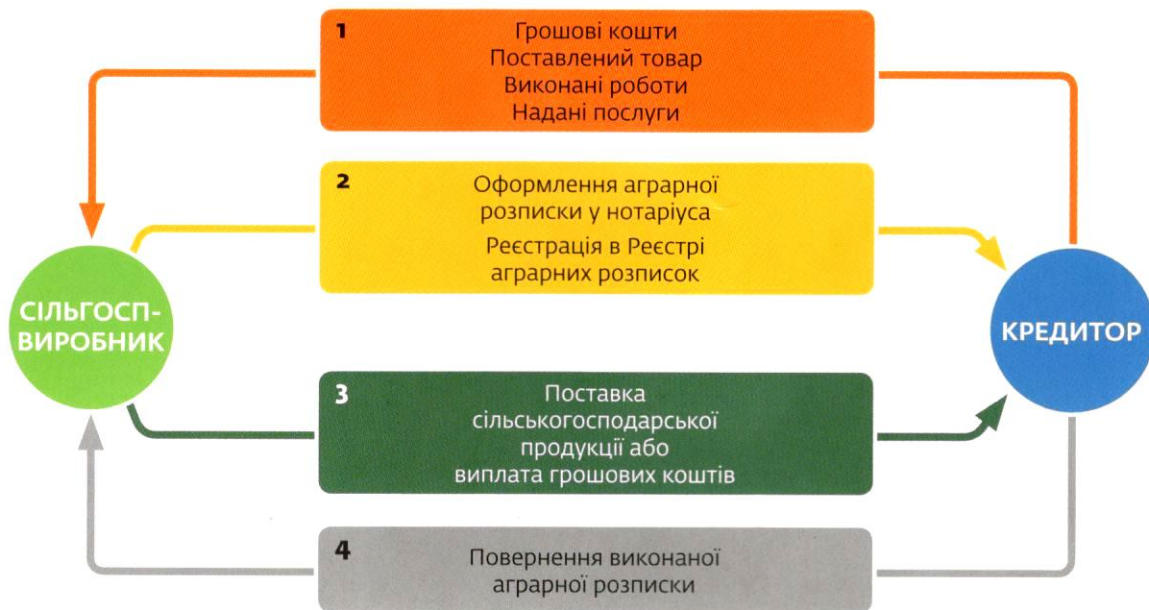 1
Грошові кошти
Поставлений товар
Виконані роботи
Надані послуги
2
Оформлення аграрної
розписки у нотаріуса
Реєстрація в Реєстрі
аграрних розписок
СІЛЬГОСП-
ВИРОБНИК
КРЕДИТОР
3
Поставка
сільськогосподарської
продукції або
виплата грошових коштів
4
Повернення виконаної
аграрної розписки